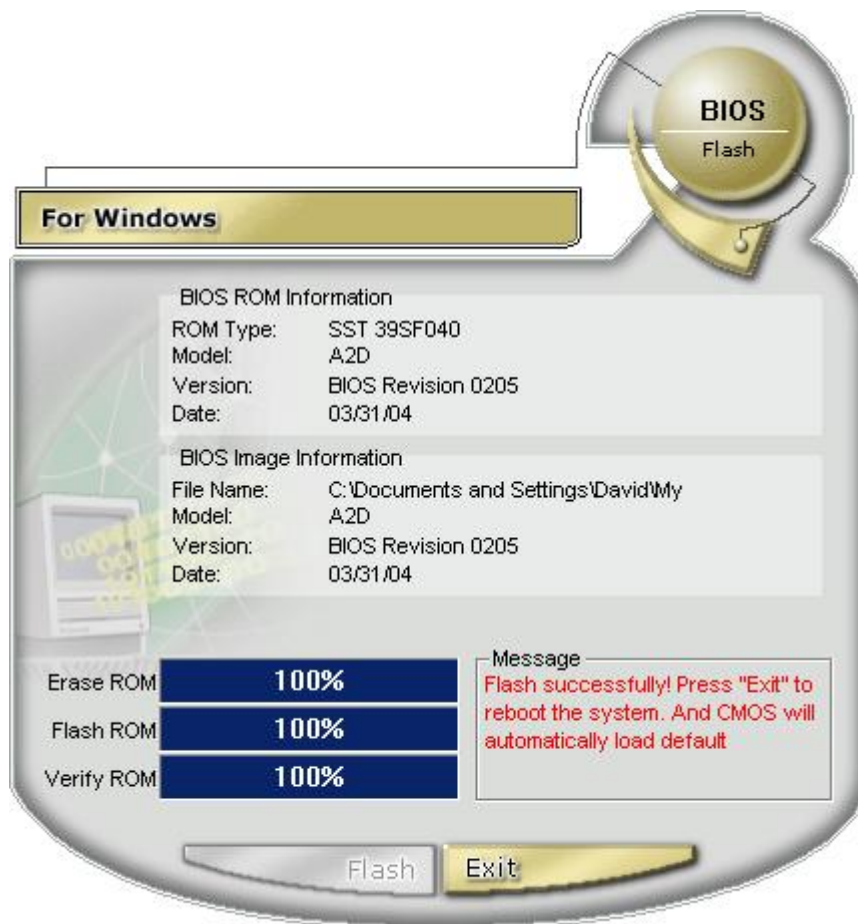 BIOS
Flash
For Windows
BIOS ROM Information
ROM Type: SST 39SF040
Model: A2D
Version: BIOS Revision 0205
Date: 03/31/04
BIOS Image Information
File Name: C:\Documents and Settings\David\My
Model: A2D
Version: BIOS Revision 0205
Date: 03/31/04
Erase ROM 100%
Flash ROM 100%
Verify ROM 100%
Message
Flash successfully! Press "Exit" to
reboot the system. And CMOS will
automatically load default
Flash
Exit